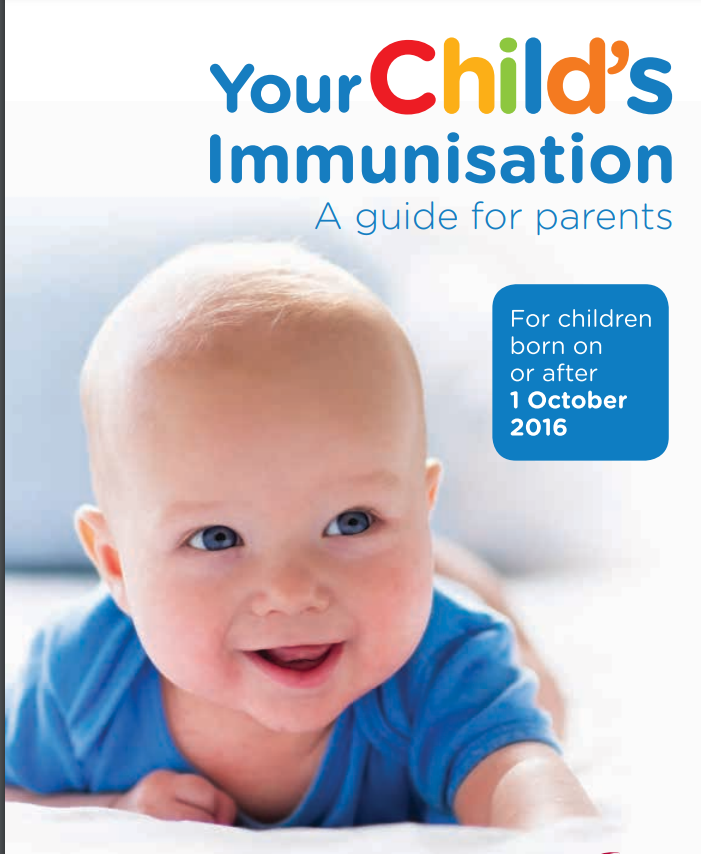 Your Child's
Immunisation
A guide for parents
For children
born on
or after
1 October
2016